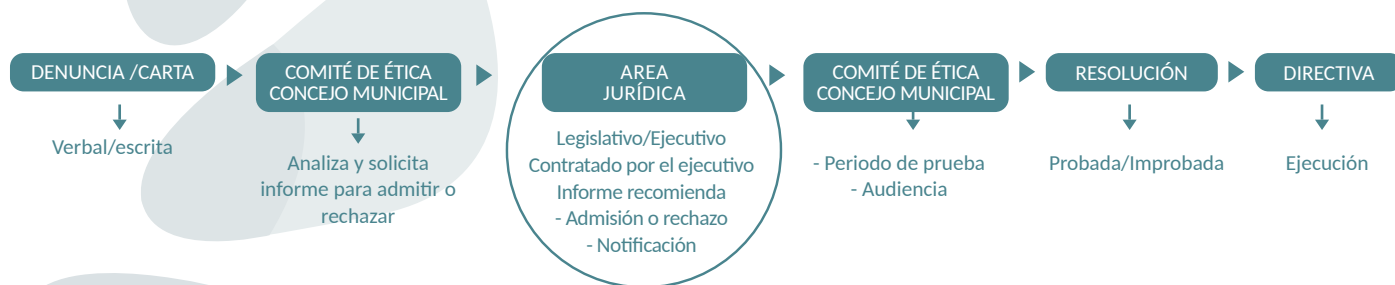 DENUNCIA /CARTA
Verbal/escrita
COMITÉ DE ÉTICA
CONCEJO MUNICIPAL
Analiza y solicita
informe para admitir o
rechazar
AREA
JURÍDICA
Legislativo/Ejecutivo
Contratado por el ejecutivo
Informe recomienda
- Admisión o rechazo
- Notificación
COMITÉ DE ÉTICA
CONCEJO MUNICIPAL
- Periodo de prueba
- Audiencia
RESOLUCIÓN
Probada/Improbada
DIRECTIVA
Ejecución